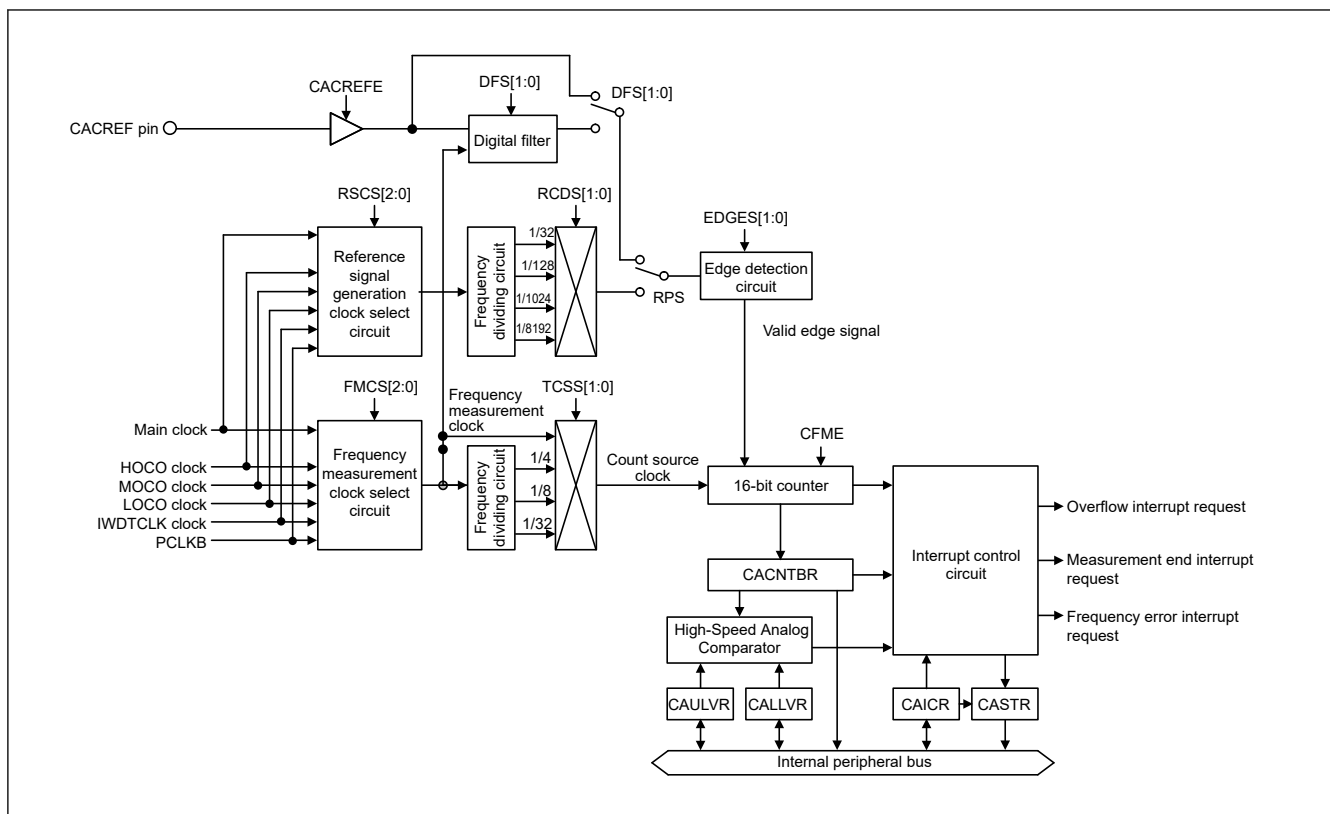 CACREFE
DFS[1:0]
DFS[1:0]
CACREF pin
Digital filter
RSCS[2:0]
RCDS[1:0]
EDGES[1:0]
Reference
signal
generation
clock select
circuit
Frequency
dividing circuit
1/32
1/128
1/1024
1/8192
RPS
Edge detection
circuit
Valid edge signal
FMCS[2:0]
Frequency
measurement
clock
TCSS[1:0]
Main clock
HOCO clock
MOCO clock
LOCO clock
IWDTCLK clock
PCLKB
Frequency
measurement
clock select
circuit
Frequency
dividing circuit
1/4
1/8
1/32
Count source
clock
CFME
16-bit counter
Interrupt control
circuit
Overflow interrupt request
Measurement end interrupt
request
Frequency error interrupt
request
CACNTBR
High-Speed Analog
Comparator
CAULVR
CALLVR
CAICR
CASTR
Internal peripheral bus